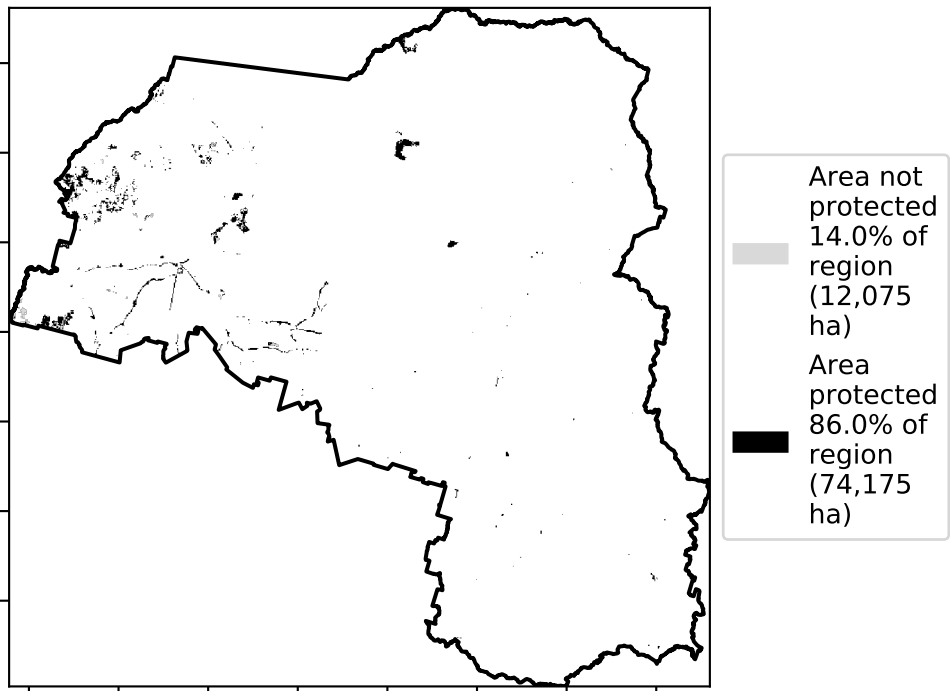 Area not
protected
14.0% of
region
(12,075
ha)
Area
protected
86.0% of
region
(74,175
ha)